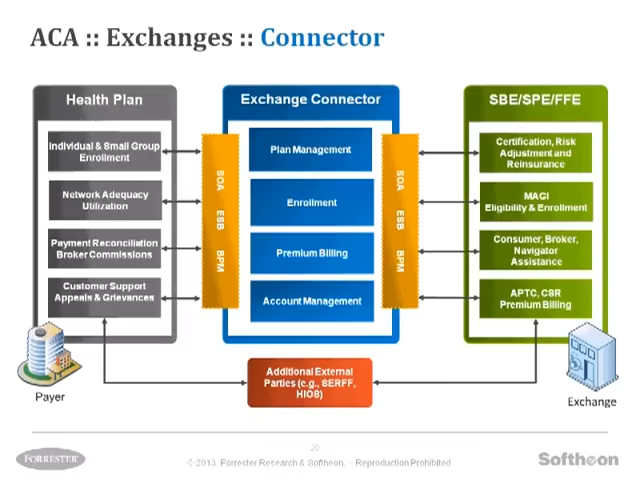 ACA :: Exchanges :: Connector
Health Plan
Individual & Small Group
Enrollment
Network Adequacy
Utilization
Payment Reconciliation
Broker Commissions
Customer Support
Appeals & Grievances
Payer
SOA
ESB
BPM
Exchange Connector
Plan Management
Enrollment
Premium Billing
Account Management
SOA
ESB
BPM
SBE/SPE/FFE
Certification, Risk
Adjustment and
Reinsurance
MAGI
Eligibility & Enrollment
Consumer, Broker,
Navigator
Assistance
APTC, CSR
Premium Billing
Exchange
Additional External
Parties (e.g., SERFF,
HIOS)
20
© 2013. Forrester Research & Softheon. - Reproduction Prohibited
FORRESTER
Softheon